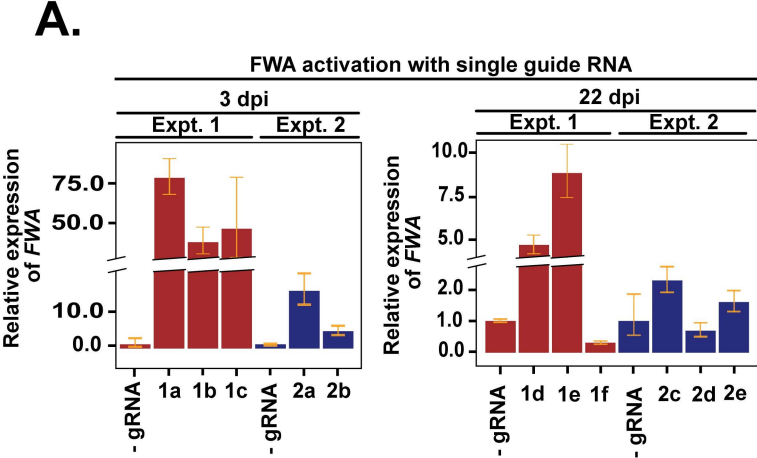 A.
FWA activation with single guide RNA
3 dpi
22 dpi
Expt. 1
Expt. 2
Expt. 1
Expt. 2
Relative expression
of FWA
75.0
50.0
10.0
0.0
- gRNA
1a
1b
1c
- gRNA
2a
2b
Relative expression
of FWA
10.0
7.5
5.0
2.0
1.0
0.0
- gRNA
1d
1e
1f
- gRNA
2c
2d
2e